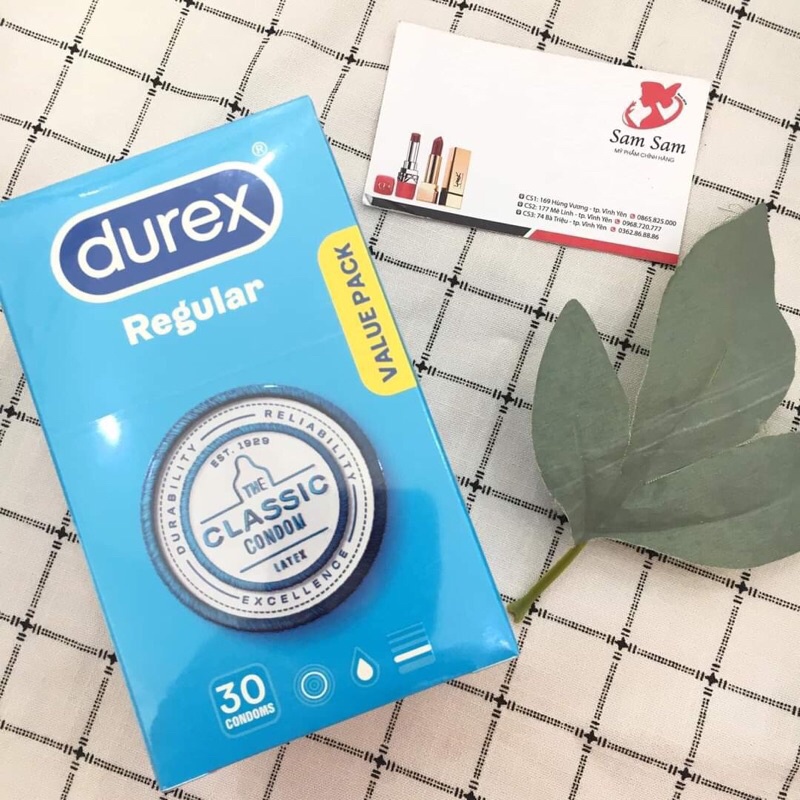 durex®
Regular
VALUE PACK
DURABILITY
RELIABILITY
EXCELLENCE
EST. 1929
THE
CLASSIC
CONDOM
LATEX
30
CONDOMS
Sam Sam
MỸ PHẨM CHÍNH HÃNG
CS1: 169 Hùng Vương - tp. Vĩnh Yên 0865.825.000
CS2: 177 Mê Linh - tp. Vĩnh Yên 0968.720.777
CS3: 74 Bà Triệu - tp. Vĩnh Yên 0362.86.88.86